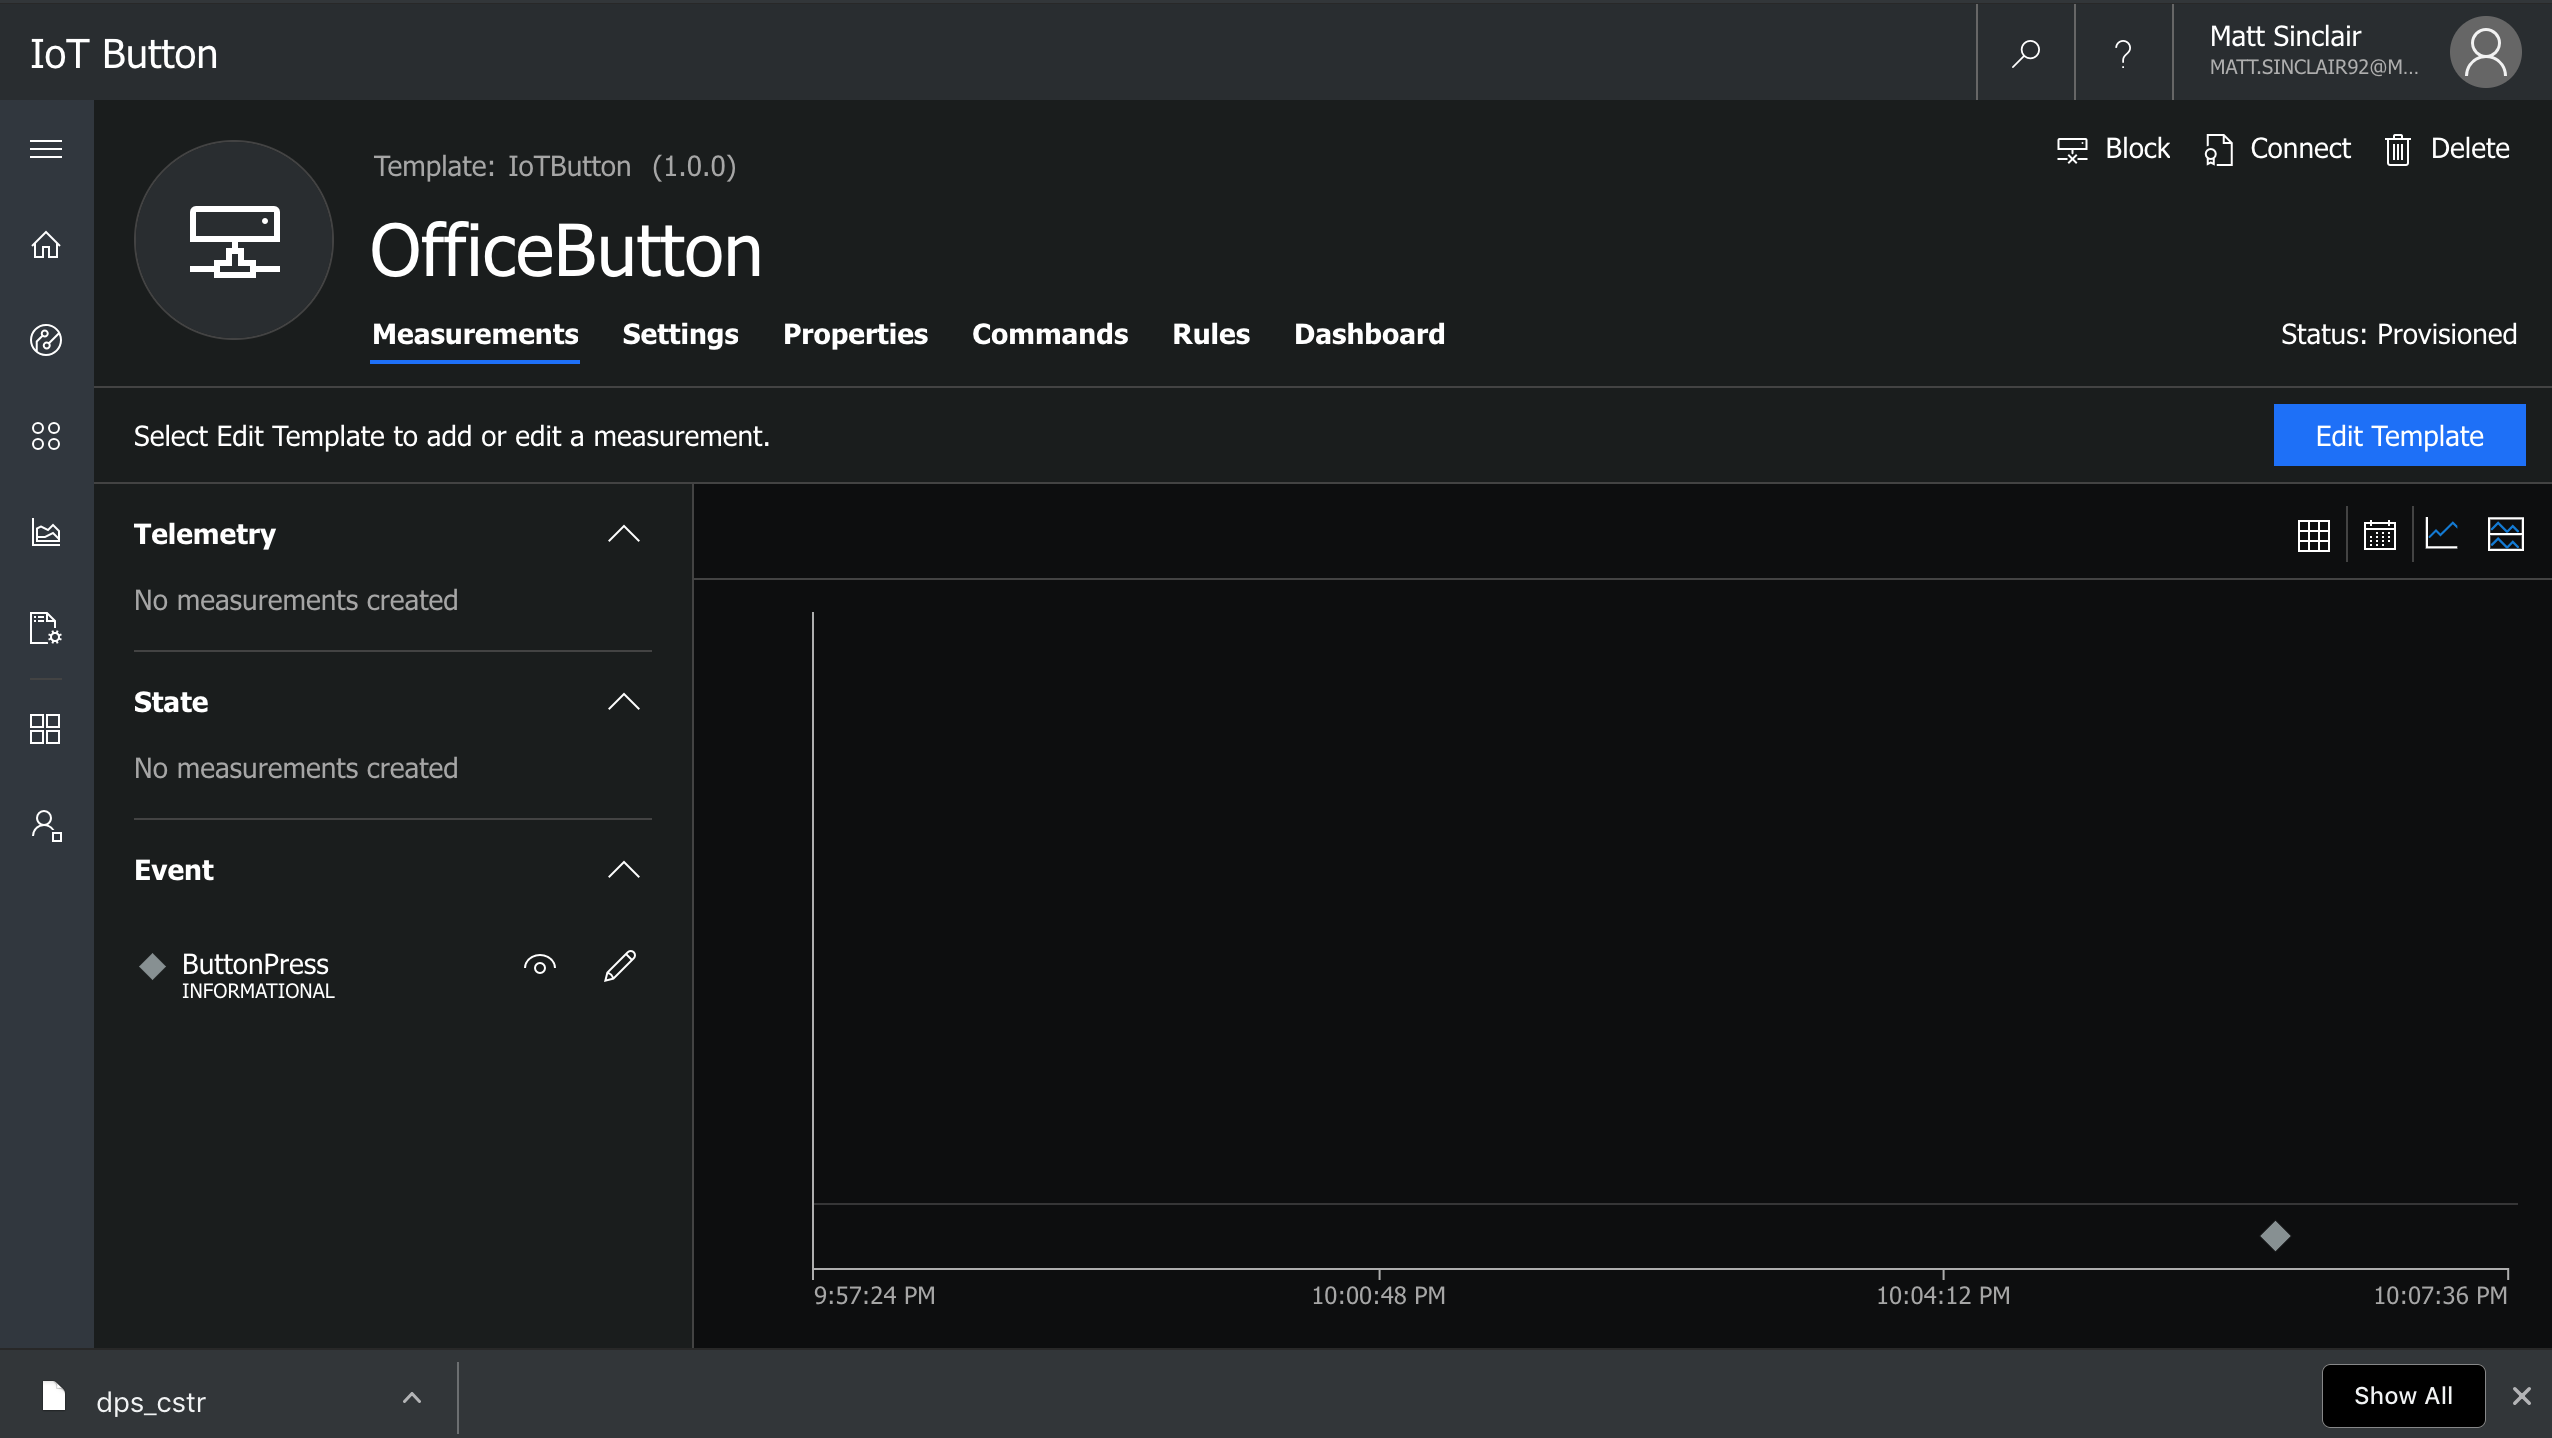 IoT Button
Matt Sinclair
MATT.SINCLAIR92@M...
Template: IoTButton (1.0.0)
Block Connect Delete
OfficeButton
Measurements Settings Properties Commands Rules Dashboard
Status: Provisioned
Select Edit Template to add or edit a measurement.
Edit Template
Telemetry
No measurements created
State
No measurements created
Event
ButtonPress
INFORMATIONAL
9:57:24 PM 10:00:48 PM 10:04:12 PM 10:07:36 PM
dps_cstr
Show All